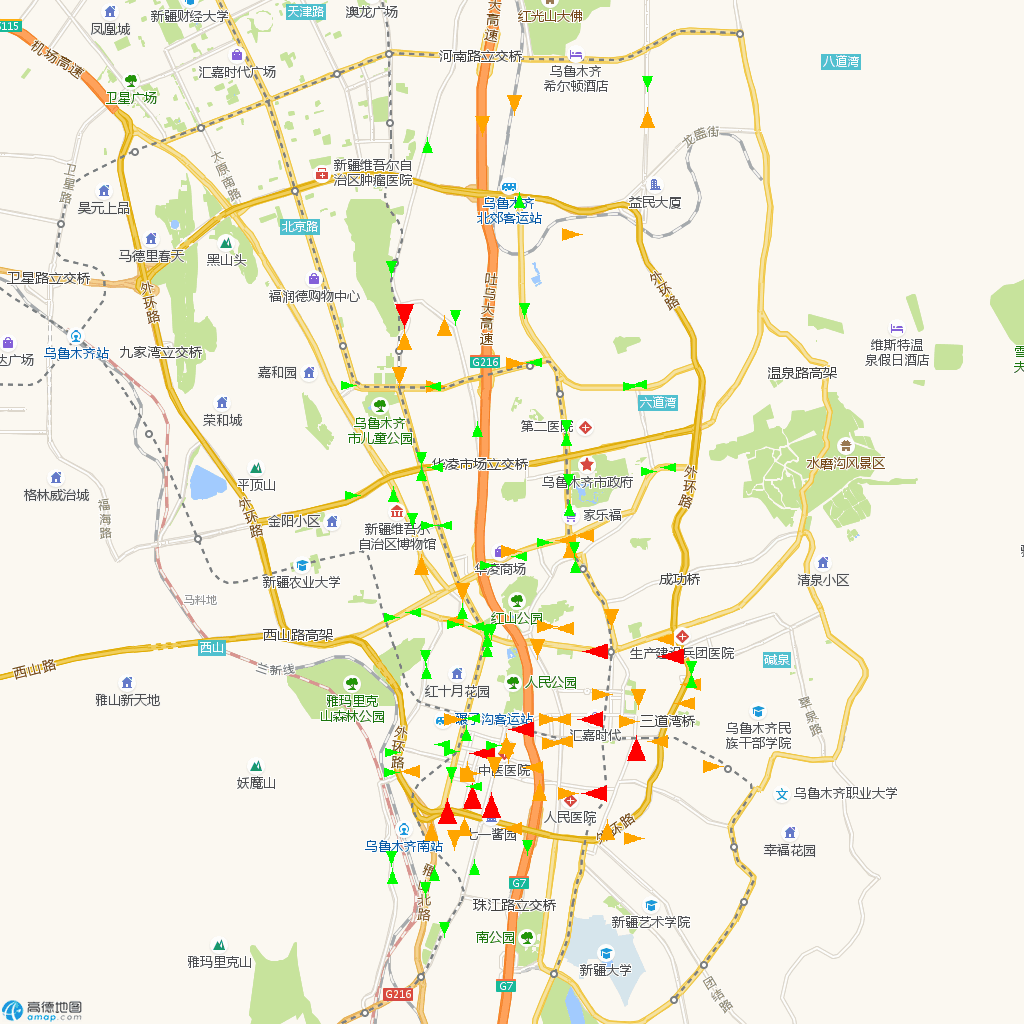 凤凰城
新疆财经大学
天津路
澳龙广场
大高速
红光山大佛
S115
机场高速
汇嘉时代广场
河南路立交桥
乌鲁木齐
希尔顿酒店
八道湾
卫星广场
龙盛街
太原南路
卫星路
新疆维吾尔自
治区肿瘤医院
昊元上品
乌鲁木齐
北郊客运站
益民大厦
北京路
马德里春天
黑山头
卫星路立交桥
外环路
福润德购物中心
吐乌大高速
外环路
达广场
乌鲁木齐站
九家湾立交桥
G216
维斯特温
泉假日酒店
雪
夫
嘉和园
温泉路高架
荣和城
乌鲁木齐
市儿童公园
六道湾
第二医院
水磨沟风景区
华凌市场立交桥
平顶山
乌鲁木齐市政府
外环路
格林威治城
福海路
外环路
金阳小区
新疆维吾尔
自治区博物馆
家乐福
雅
华凌商场
新疆农业大学
成功桥
清泉小区
马料地
红山公园
西山路高架
西山
生产建设兵团医院
碱泉
西山路
兰新线
雅山新天地
雅玛里克
山森林公园
红十月花园
人民公园
翠泉路
碾子沟客运站
三道湾桥
汇嘉时代
乌鲁木齐民
族干部学院
外环路
中医医院
妖魔山
乌鲁木齐职业大学
人民医院
乌鲁木齐南站
七一酱园
外环路
幸福花园
雅山北路
G7
珠江路立交桥
新疆艺术学院
南公园
雅玛里克山
新疆大学
G7
G216
团结路
高德地图
amap.com